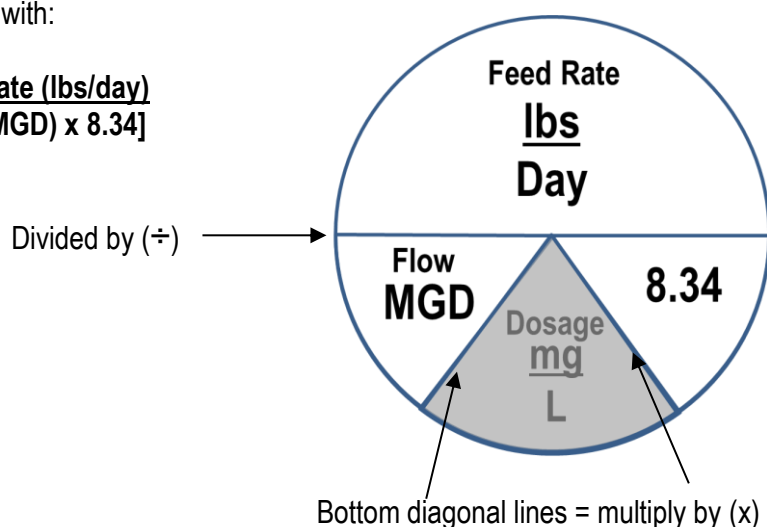 with:
ate (lbs/day)
MGD) x 8.34]
Feed Rate
lbs
Day
Divided by (÷)
Flow
MGD
8.34
Dosage
mg
L
Bottom diagonal lines = multiply by (x)